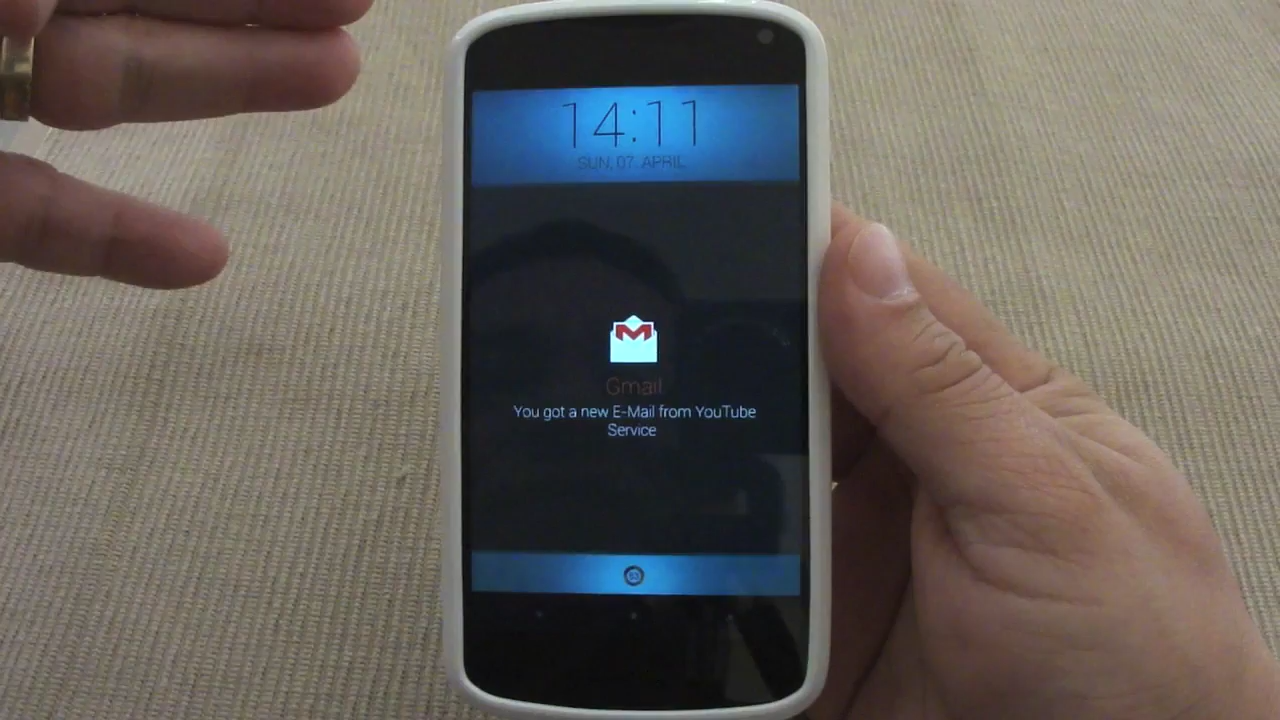 14:11
SUN, 07. APRIL
Gmail
You got a new E-Mail from YouTube
Service